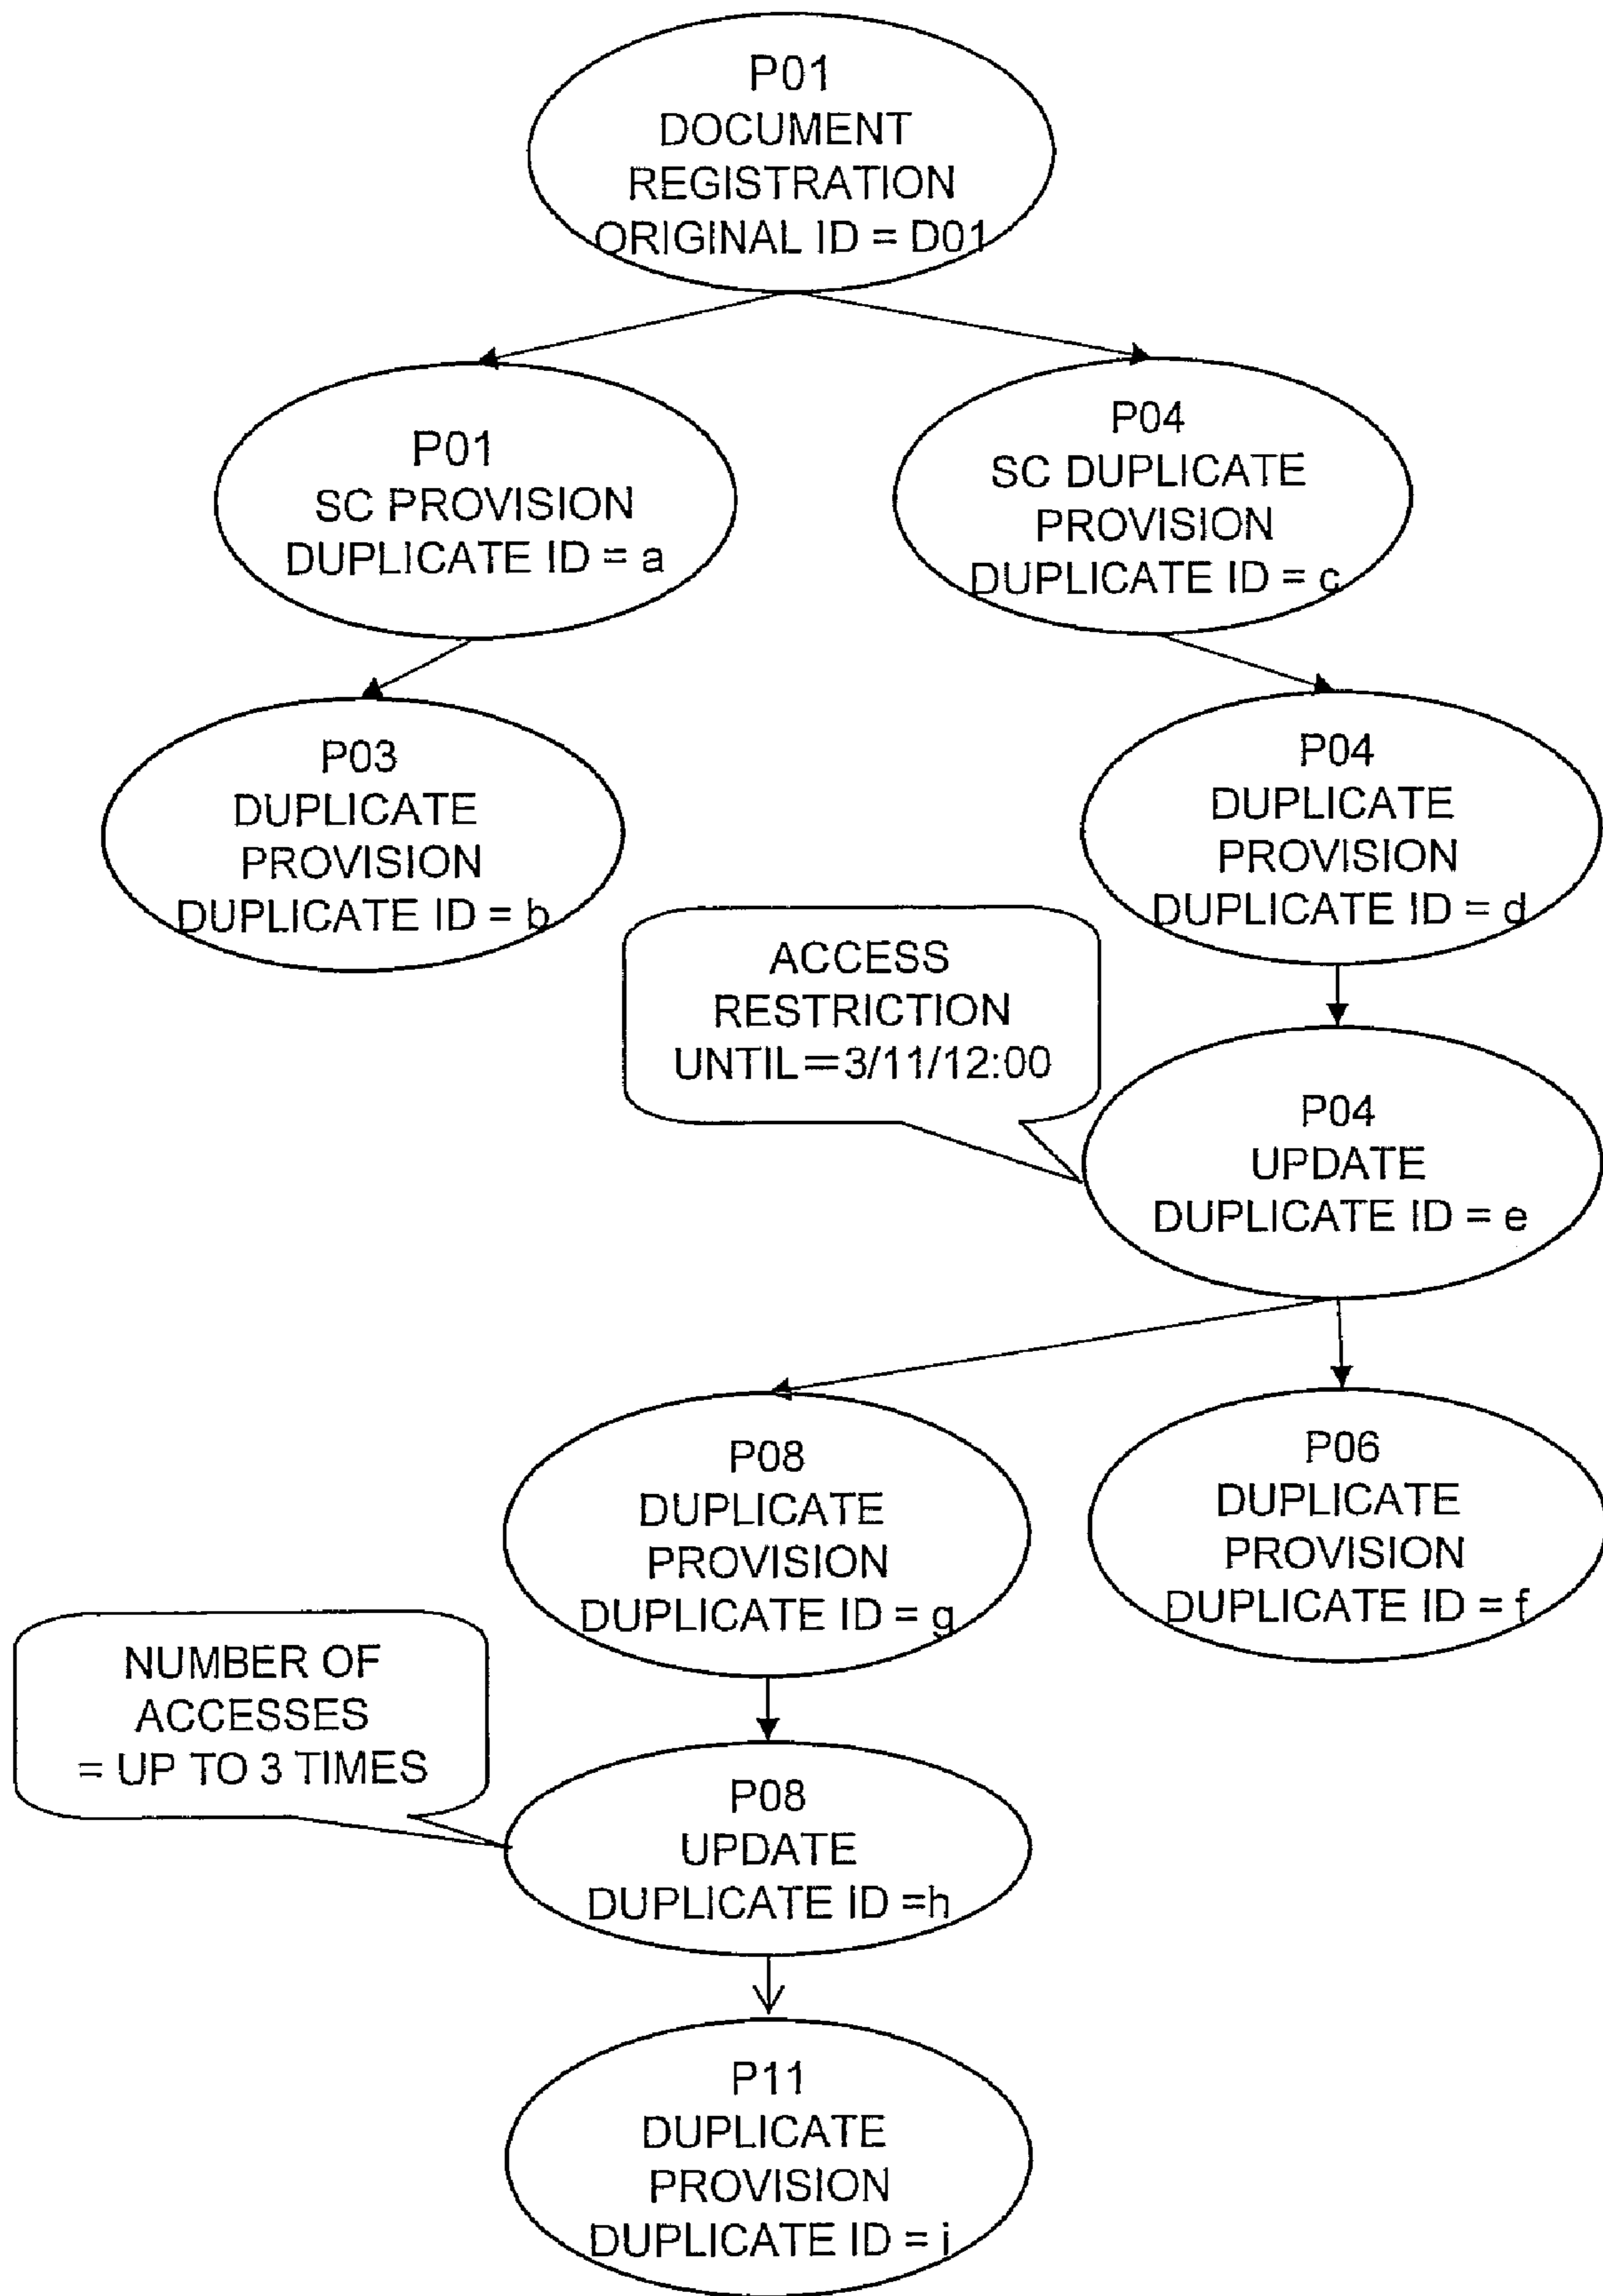 P01
DOCUMENT
REGISTRATION
ORIGINAL ID = D01
P01
SC PROVISION
DUPLICATE ID = a
P04
SC DUPLICATE
PROVISION
DUPLICATE ID = c
P03
DUPLICATE
PROVISION
DUPLICATE ID = b
P04
DUPLICATE
PROVISION
DUPLICATE ID = d
ACCESS
RESTRICTION
UNTIL=3/11/12:00
P04
UPDATE
DUPLICATE ID = e
P08
DUPLICATE
PROVISION
DUPLICATE ID = g
P06
DUPLICATE
PROVISION
DUPLICATE ID = f
NUMBER OF
ACCESSES
= UP TO 3 TIMES
P08
UPDATE
DUPLICATE ID =h
P11
DUPLICATE
PROVISION
DUPLICATE ID = i